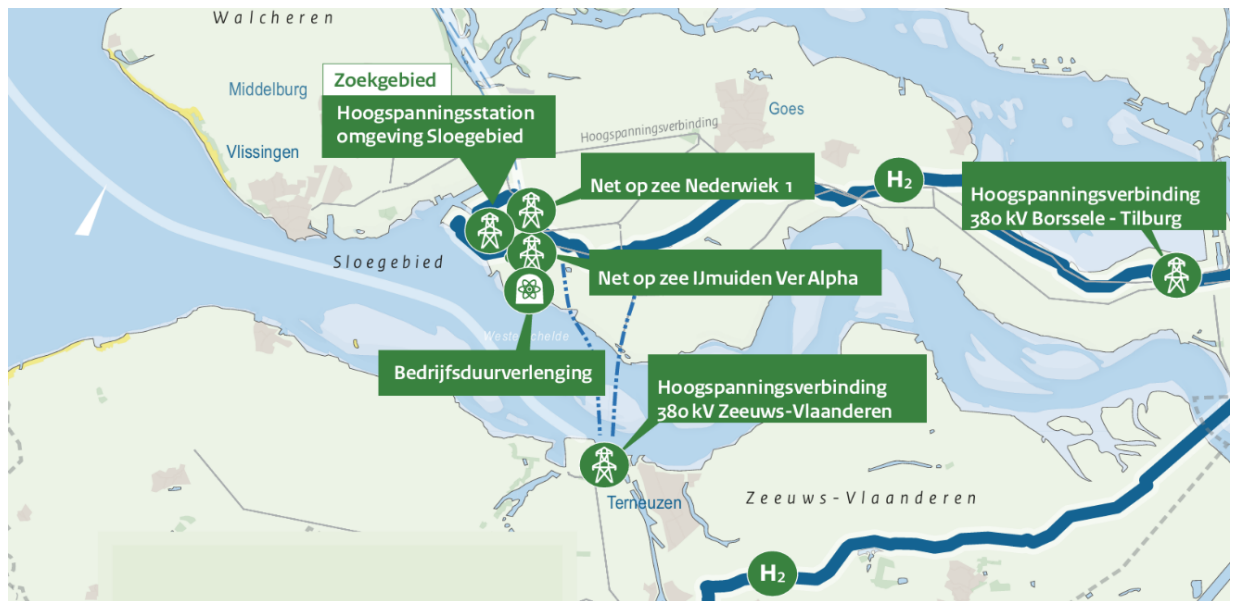 Walcheren
Zoekgebied
Middelburg
Hoogspanningsstation
omgeving Sloegebied
Hoogspanningsverbinding
Goes
Vlissingen
Net op zee Nederwiek 1
H₂
Hoogspanningsverbinding
380 kV Borssele - Tilburg
Sloegebied
Net op zee IJmuiden Ver Alpha
Westerschelde
Bedrijfsduurverlenging
Hoogspanningsverbinding
380 kV Zeeuws-Vlaanderen
Terneuzen
Zeeuws-Vlaanderen
H₂